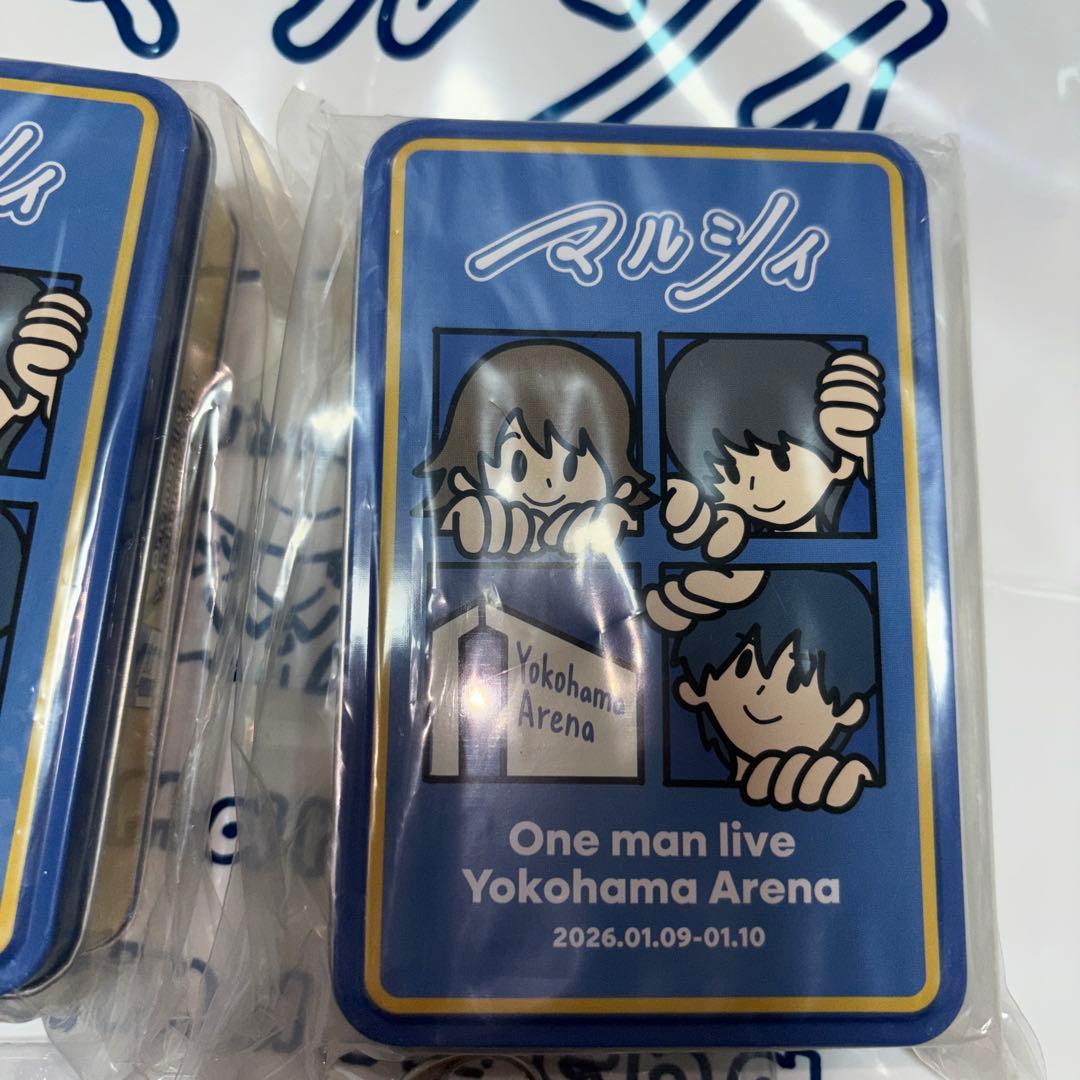 マルシィ
Yokohama
Arena
One man live
Yokohama Arena
2026.01.09-01.10